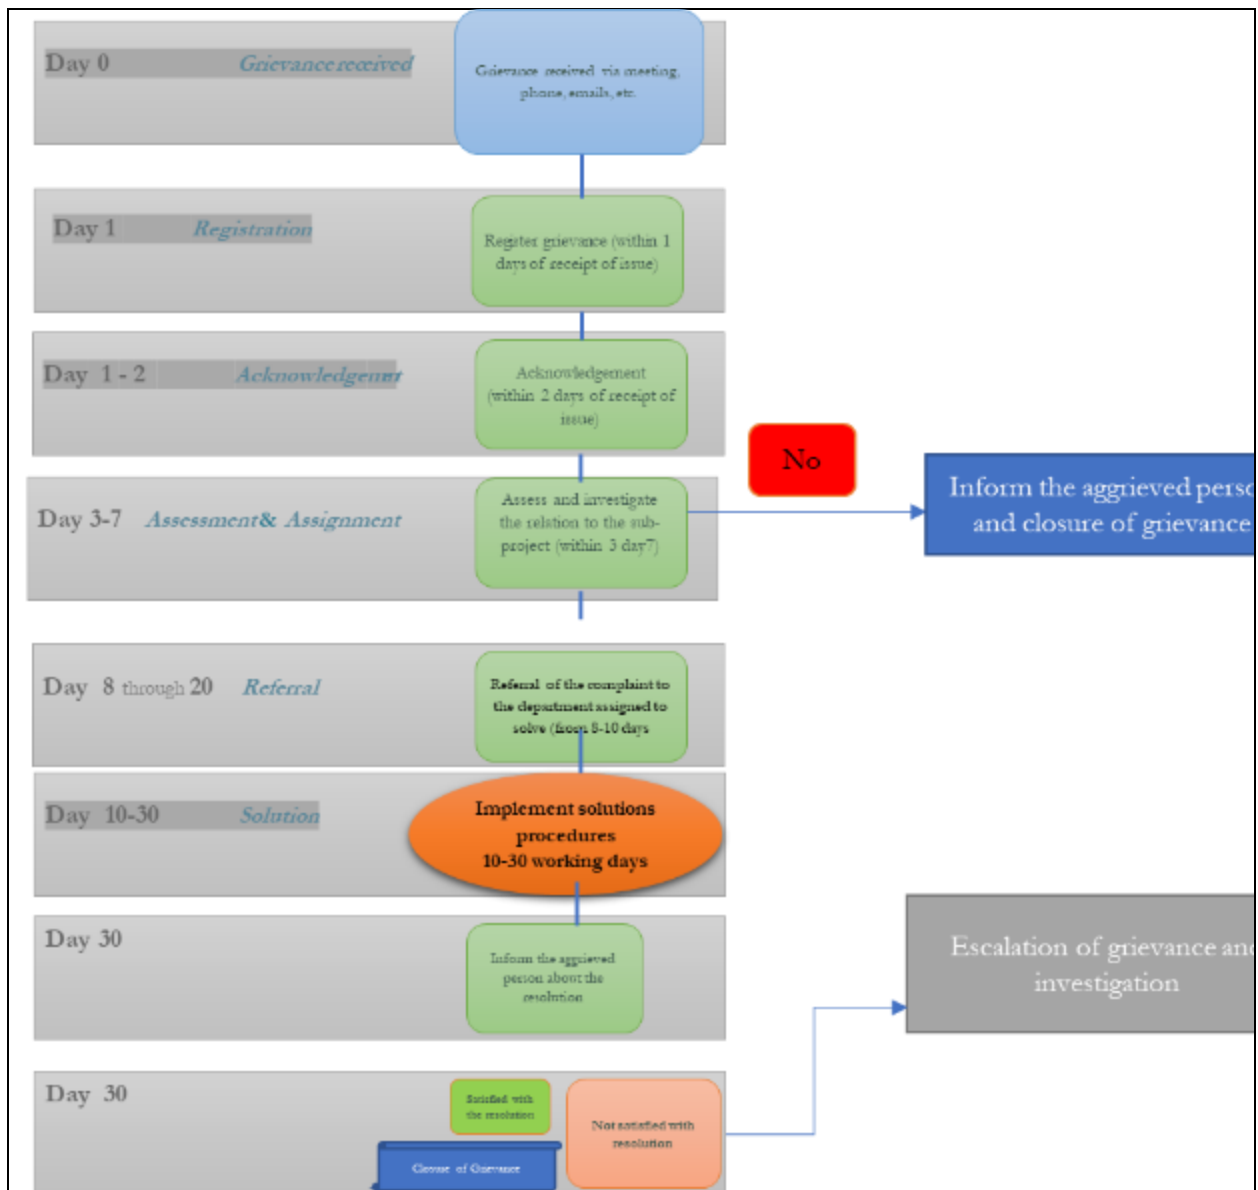 Day 0 Grievance received
Grievance received via meeting,
phone, emails, etc.
Day 1 Registration
Register grievance (within 1
days of receipt of issue)
Day 1 - 2 Acknowledgemnt
Acknowledgement
(within 2 days of receipt of
issue)
No
Day 3-7 Assessment& Assignment
Assess and investigate
the relation to the sub-
project (within 3 day7)
Inform the aggrieved perso
and closure of grievance
Day 8 through 20 Referral
Referral of the complaint to
the department assigned to
solve (from 8-10 days
Day 10-30 Solution
Implement solutions
procedures
10-30 working days
Day 30
Inform the aggrieved
person about the
resolution
Escalation of grievance and
investigation
Day 30
Satisfied with
the resolution
Not satisfied with
resolution
Closure of Grievance